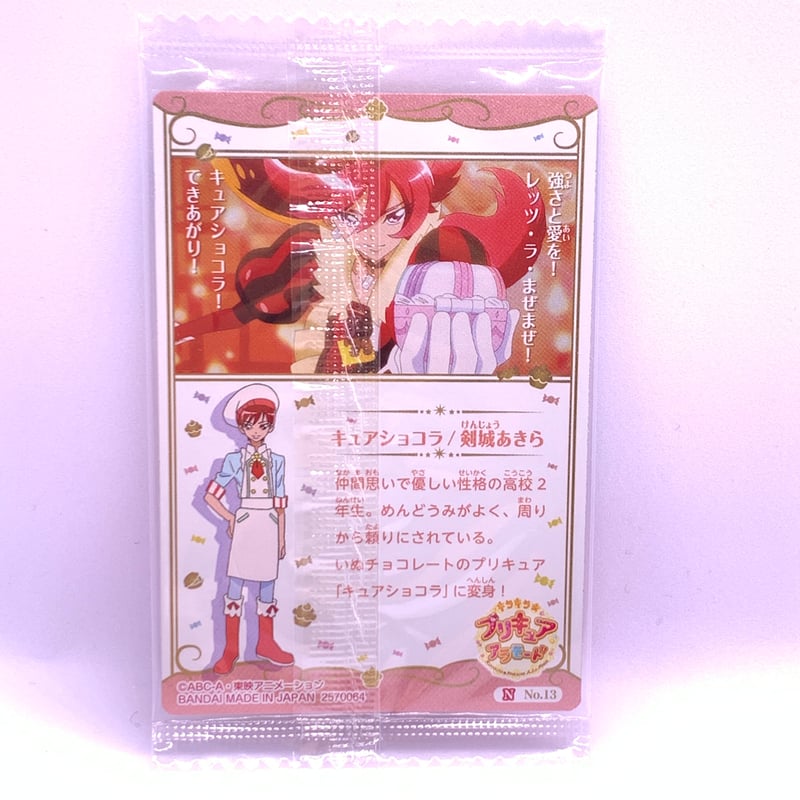 強さと愛を！
レッツ・ラ・まぜまぜ！
キュアショコラ！
できあがり！
キュアショコラ/剣城あきら
仲間思いで優しい性格の高校2
年生。めんどうみがよく、周り
から頼りにされている。
いぬチョコレートのプリキュア
「キュアショコラ」に変身！
キラキラ☆
プリキュア
アラモード
©ABC-A・東映アニメーション
BANDAI MADE IN JAPAN 2570064
N No.13